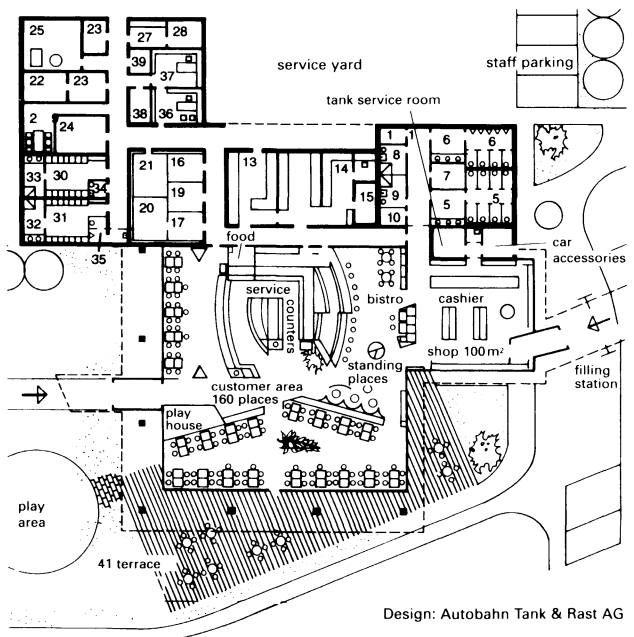 25
23
27
28
service yard
staff parking
39
37
22
23
38
36
tank service room
2
24
1
1
6
6
21
16
13
8
33
30
14
7
34
19
15
9
5
5
32
31
20
17
10
35
food
car
accessories
service
counters
bistro
cashier
shop 100 m²
standing
places
filling
station
customer area
160 places
play
house
play
area
41 terrace
Design: Autobahn Tank & Rast AG